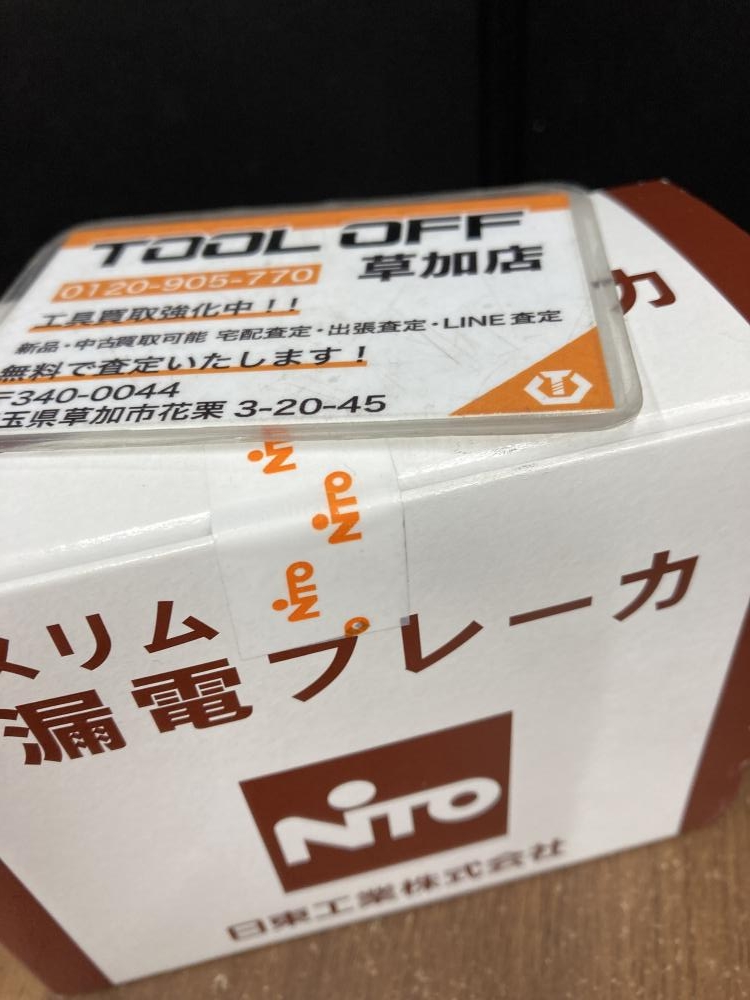 TOOL OFF
0120-905-770 草加店
工具買取強化中！！
新品・中古買取可能 宅配査定・出張査定・LINE査定
無料で査定いたします！
〒340-0044
玉県草加市花栗 3-20-45
カ
NITO
NITO
NITO
スリム
漏電ブレーカ
NITO
日東工業株式会社